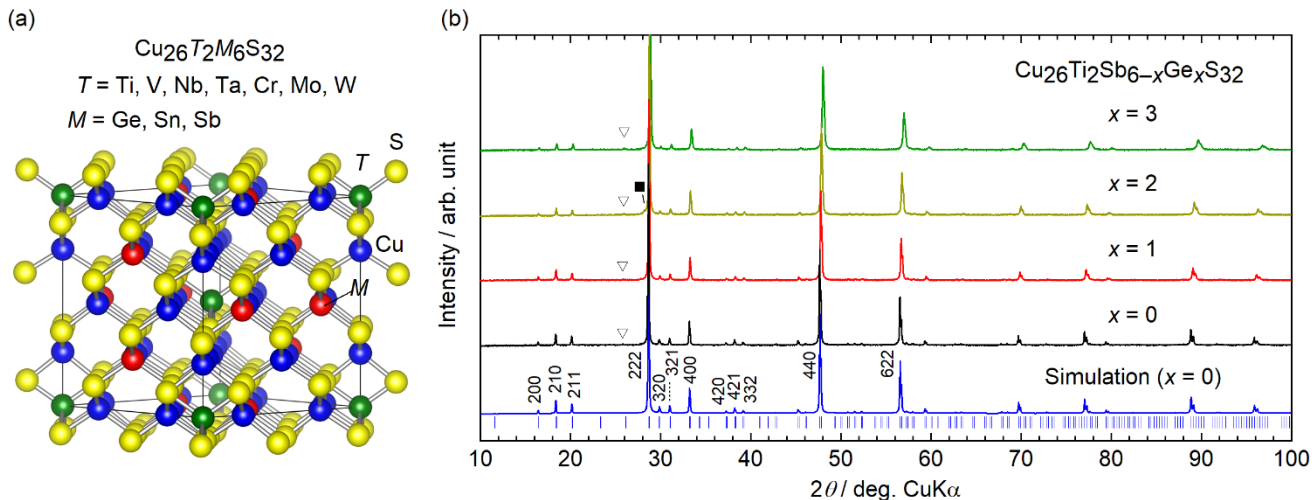 (a)
Cu26T2M6S32
T = Ti, V, Nb, Ta, Cr, Mo, W
M = Ge, Sn, Sb
S
T
Cu
M
(b)
Cu26Ti2Sb6–xGexS32
x = 3
x = 2
x = 1
x = 0
Simulation (x = 0)
200
210
211
222
320
321
400
420
421
332
440
622
Intensity / arb. unit
10 20 30 40 50 60 70 80 90 100
2θ / deg. CuKα